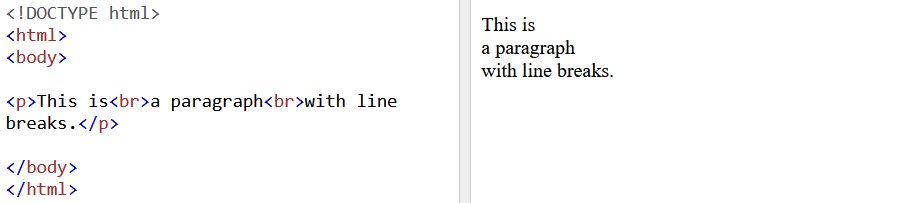 <!DOCTYPE html>
<html>
<body>
<p>This is<br>a paragraph<br>with line
breaks.</p>
</body>
</html>
This is
a paragraph
with line breaks.